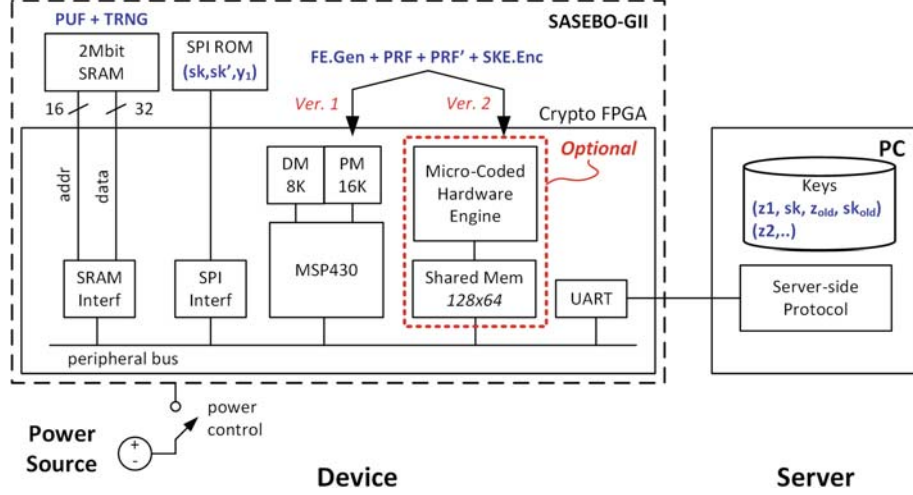 PUF + TRNG
SASEBO-GII
2Mbit
SRAM
SPI ROM
(sk,sk',y₁)
FE.Gen + PRF + PRF' + SKE.Enc
16
32
Ver. 1
Ver. 2
Crypto FPGA
addr
data
DM
8K
PM
16K
Micro-Coded
Hardware
Engine
Optional
MSP430
SRAM
Interf
SPI
Interf
Shared Mem
128x64
UART
peripheral bus
PC
Keys
(z1, sk, z_old, sk_old)
(z2,..)
Server-side
Protocol
power
control
Power
Source
+
-
Device
Server